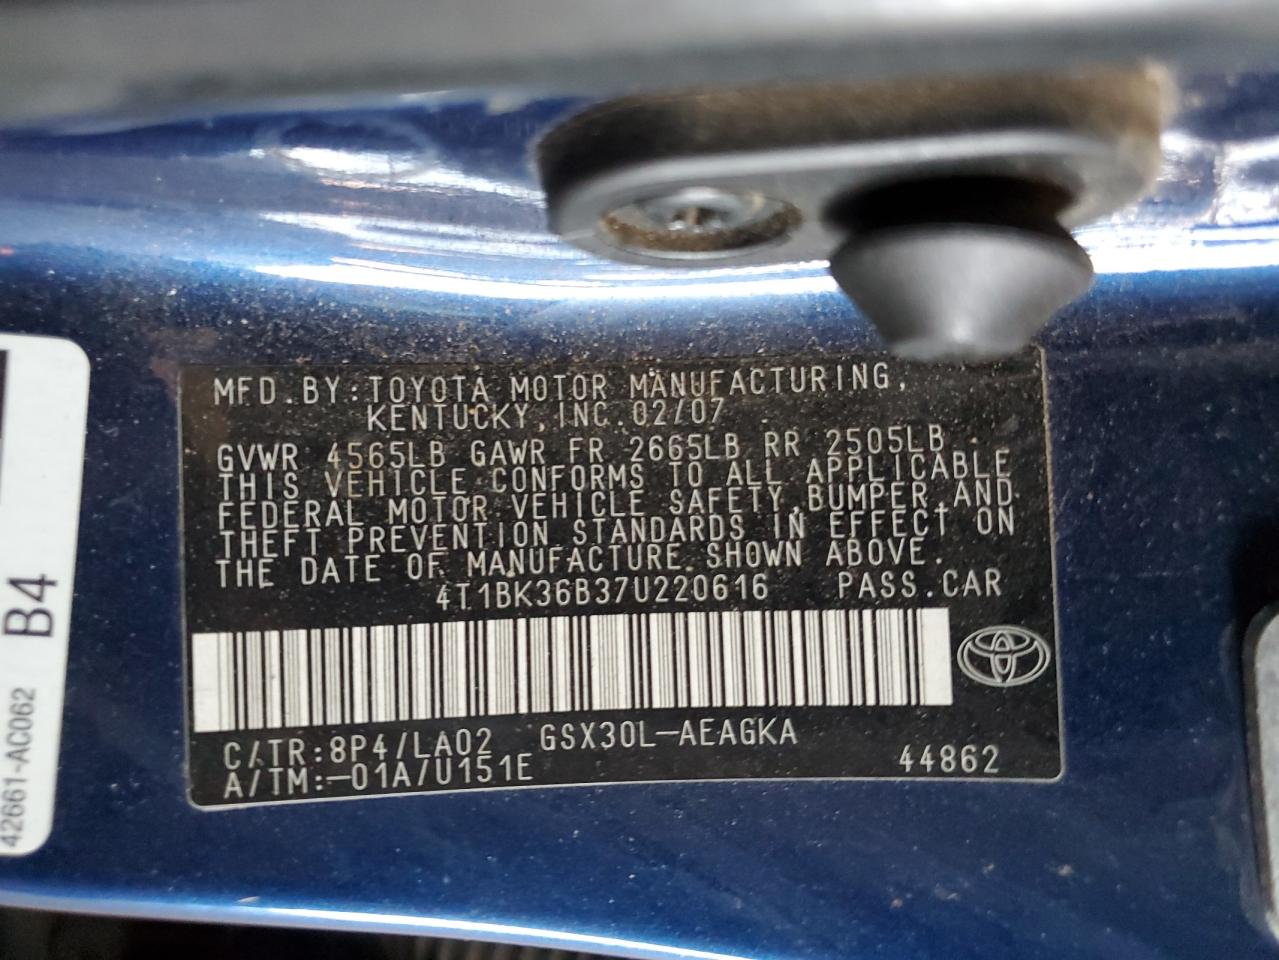 MFD.BY:TOYOTA MOTOR MANUFACTURING,
KENTUCKY,INC.02/07
GVWR 4565LB GAWR FR 2665LB RR 2505LB
THIS VEHICLE CONFORMS TO ALL APPLICABLE
FEDERAL MOTOR VEHICLE SAFETY,BUMPER,AND
THEFT PREVENTION STANDARDS IN EFFECT ON
THE DATE OF MANUFACTURE SHOWN ABOVE.
4T1BK36B37U220616 PASS.CAR
C/TR:8P4/LA02 GSX30L-AEAGKA
A/TM:-01A/U151E 44862
B4
42661-AC062